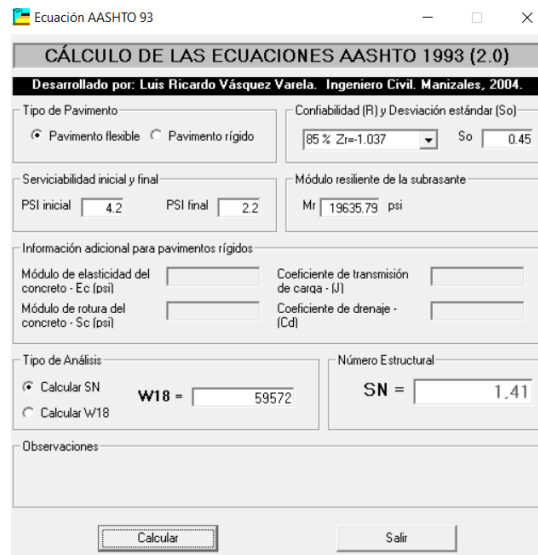 Ecuación AASHTO 93
CÁLCULO DE LAS ECUACIONES AASHTO 1993 (2.0)
Desarrollado por: Luis Ricardo Vásquez Varela. Ingeniero Civil. Manizales, 2004.
Tipo de Pavimento
Pavimento flexible Pavimento rígido
Confiabilidad (R) y Desviación estándar (So)
85 % Zr=-1.037 So 0.45
Serviciabilidad inicial y final
PSI inicial 4.2 PSI final 2.2
Módulo resiliente de la subrasante
Mr 19635.79 psi
Información adicional para pavimentos rígidos
Módulo de elasticidad del
concreto - Ec (psi)
Coeficiente de transmisión
de carga - (J)
Módulo de rotura del
concreto - Sc (psi)
Coeficiente de drenaje -
(Cd)
Tipo de Análisis
Calcular SN
Calcular W18
W18 = 59572
Número Estructural
SN = 1,41
Observaciones
Calcular Salir